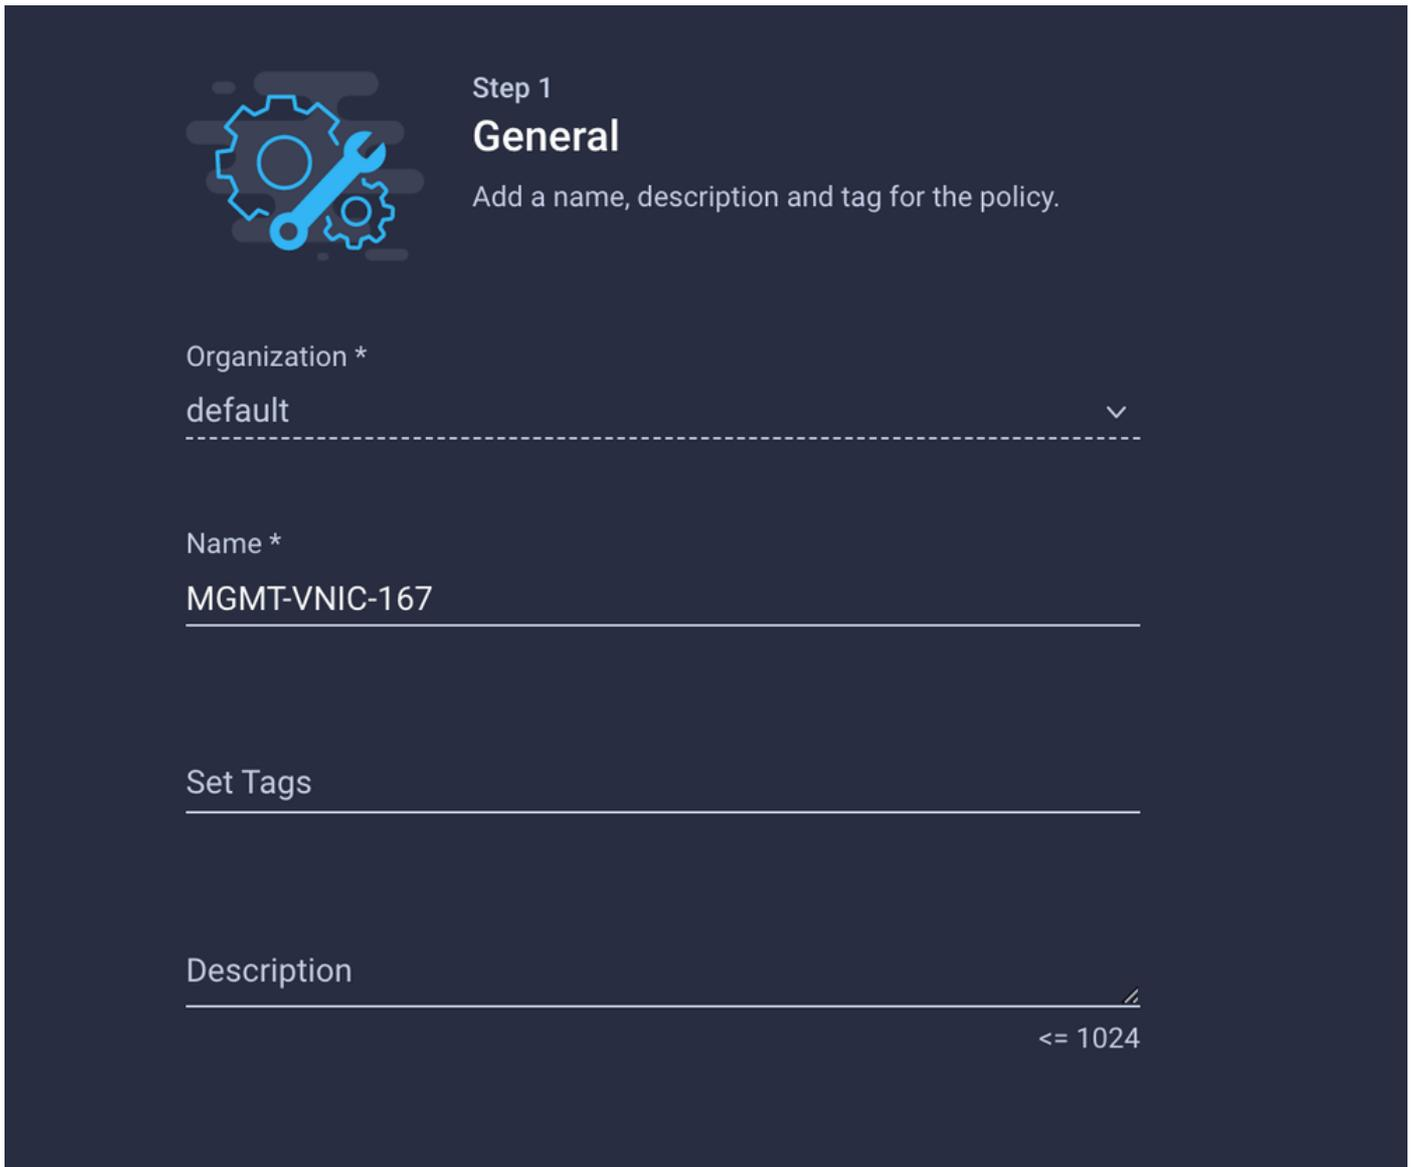 Step 1
General
Add a name, description and tag for the policy.
Organization *
default
Name *
MGMT-VNIC-167
Set Tags
Description
<= 1024